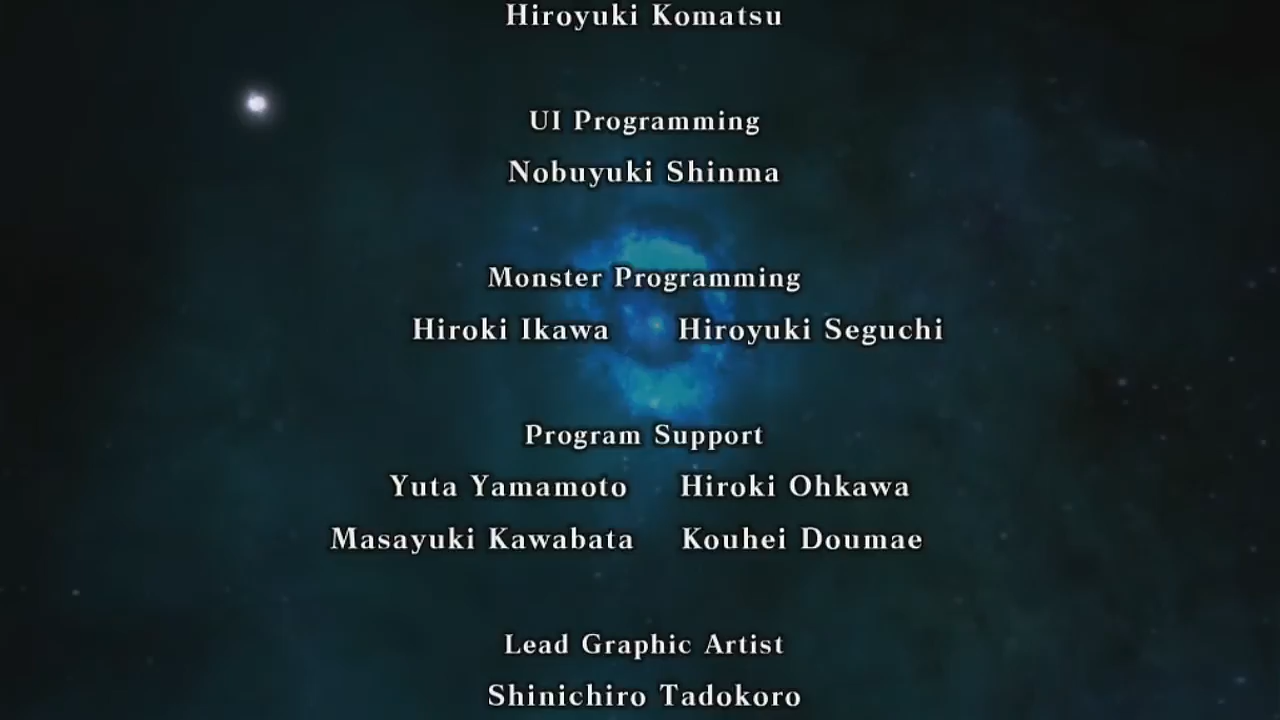 Hiroyuki Komatsu
UI Programming
Nobuyuki Shinma
Monster Programming
Hiroki Ikawa Hiroyuki Seguchi
Program Support
Yuta Yamamoto Hiroki Ohkawa
Masayuki Kawabata Kouhei Doumae
Lead Graphic Artist
Shinichiro Tadokoro